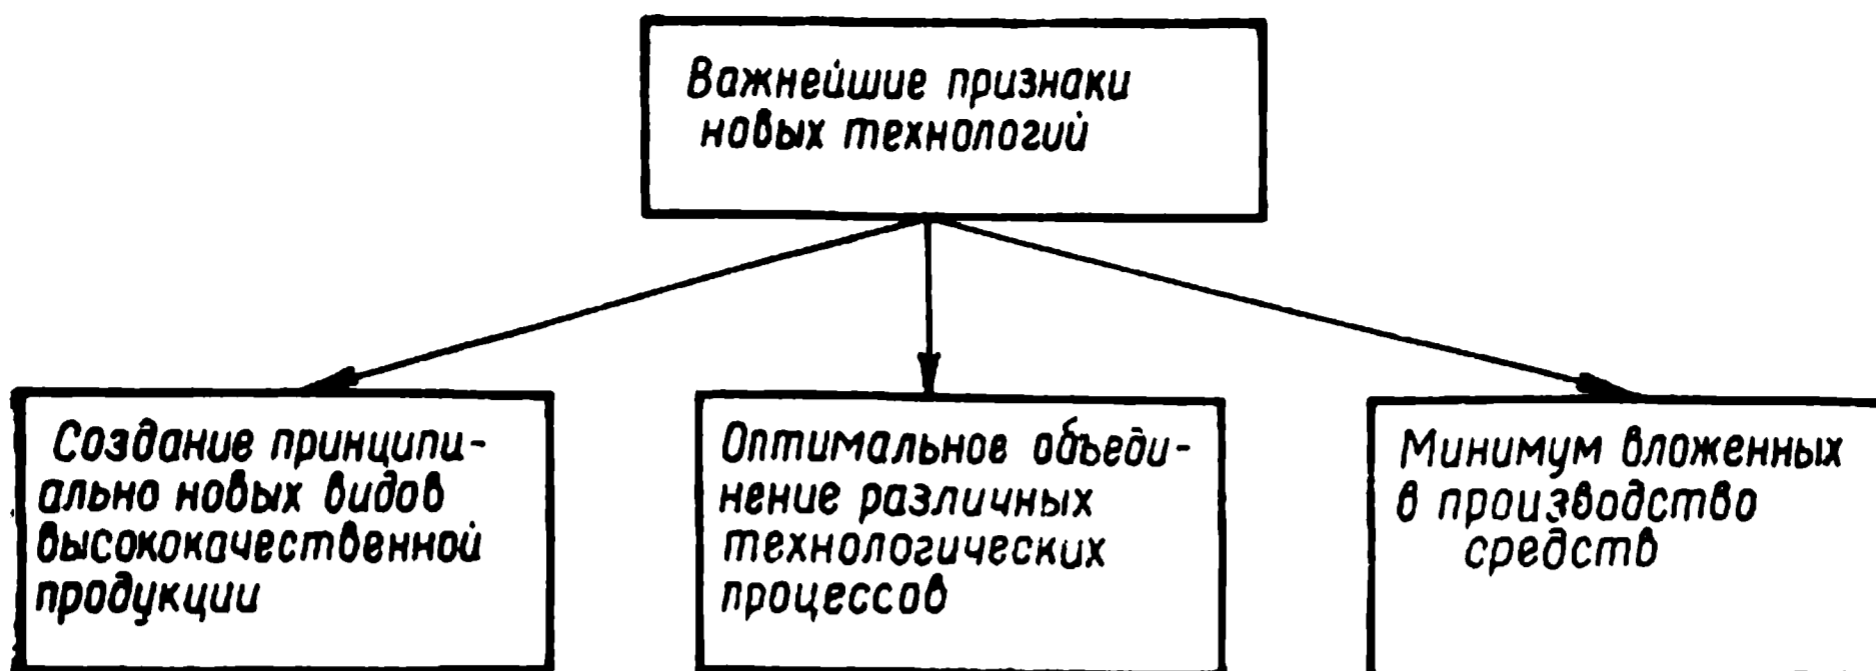 Важнейшие признаки
новых технологий
Создание принципи-
ально новых видов
высококачественной
продукции
Оптимальное объеди-
нение различных
технологических
процессов
Минимум вложенных
в производство
средств